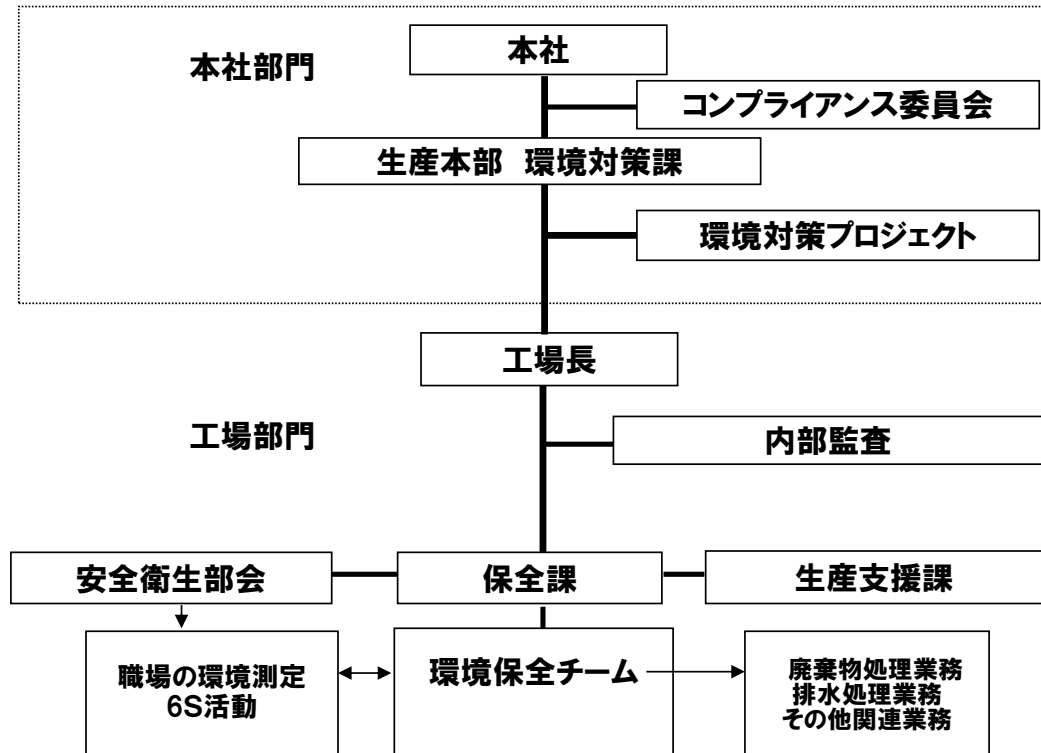 本社部門
本社
コンプライアンス委員会
生産本部 環境対策課
環境対策プロジェクト
工場長
工場部門
内部監査
安全衛生部会
保全課
生産支援課
職場の環境測定
6S活動
環境保全チーム
廃棄物処理業務
排水処理業務
その他関連業務